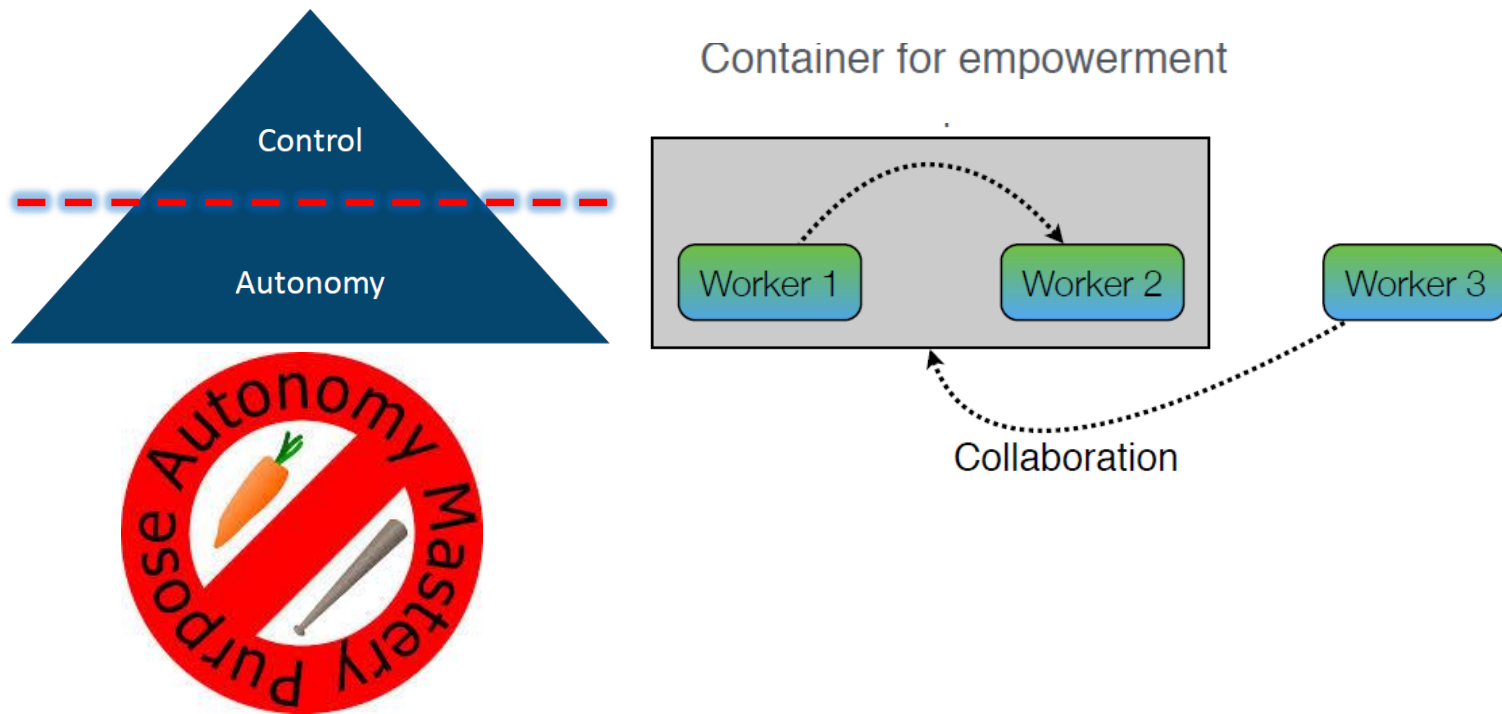 Control
Autonomy
Autonomy Mastery Purpose
Container for empowerment
Worker 1
Worker 2
Worker 3
Collaboration